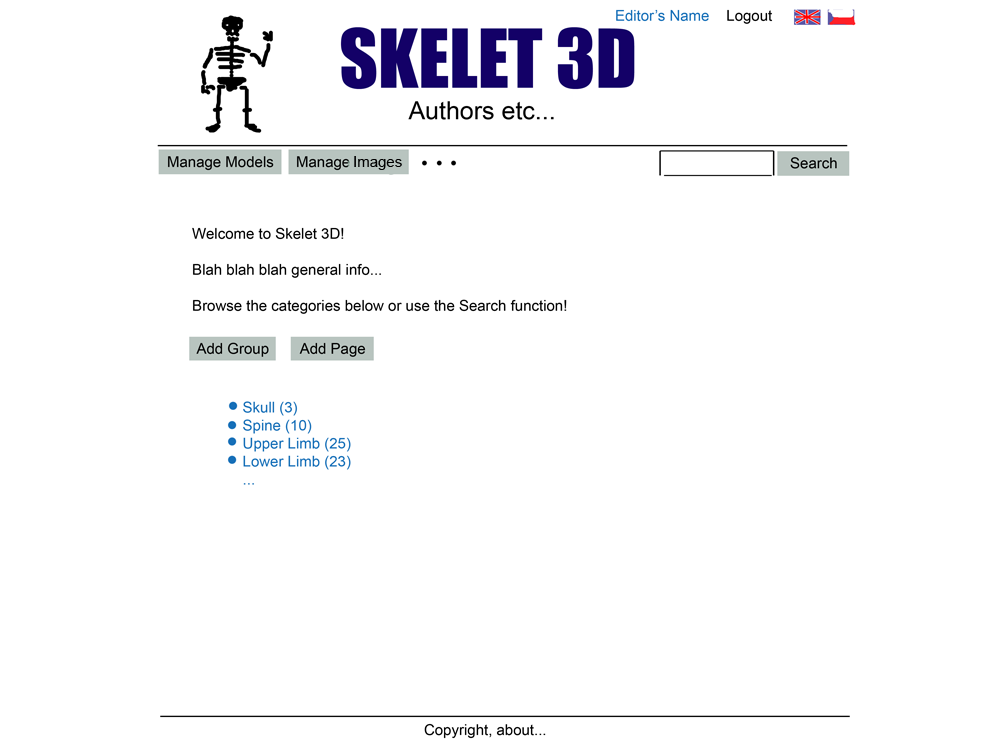 Editor's Name Logout
SKELET 3D
Authors etc...
Manage Models Manage Images • • • Search
Welcome to Skelet 3D!
Blah blah blah general info...
Browse the categories below or use the Search function!
Add Group Add Page
• Skull (3)
• Spine (10)
• Upper Limb (25)
• Lower Limb (23)
...
Copyright, about...